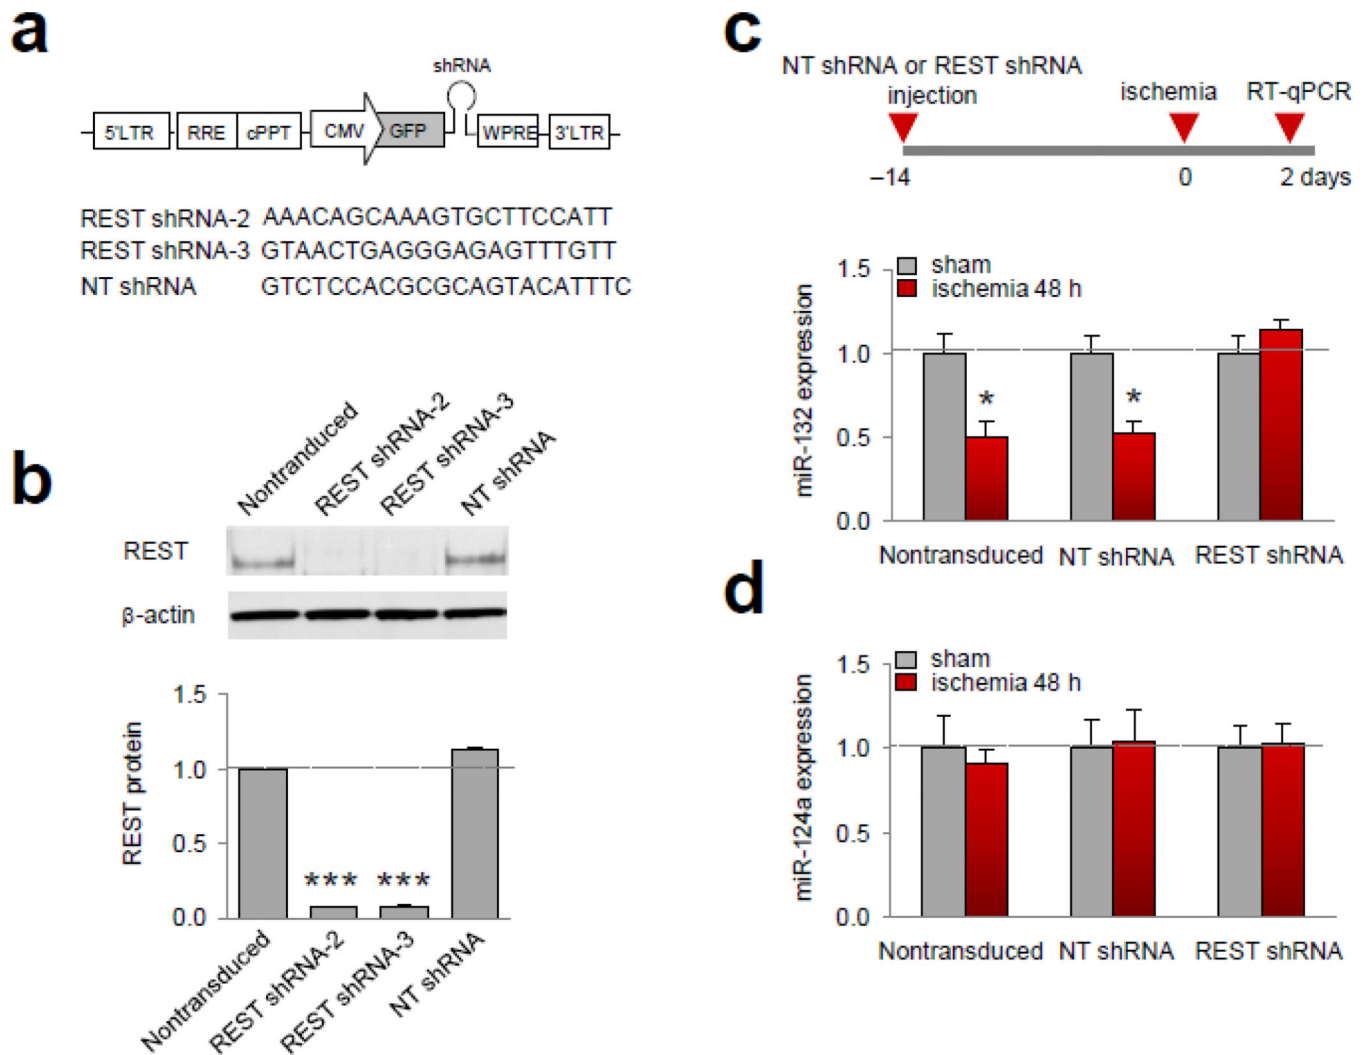 a
shRNA
5'LTR RRE cPPT CMV GFP WPRE 3'LTR
REST shRNA-2 AAACAGCAAAGTGCTTCCATT
REST shRNA-3 GTAACTGAGGGAGAGTTTGTT
NT shRNA GTCTCCACGCGCAGTACATTTC
b
Nontranduced
REST shRNA-2
REST shRNA-3
NT shRNA
REST
β-actin
REST protein
1.5
1.0
0.5
0.0
*** ***
Nontransduced
REST shRNA-2
REST shRNA-3
NT shRNA
c
NT shRNA or REST shRNA
injection ischemia RT-qPCR
–14 0 2 days
miR-132 expression
sham
ischemia 48 h
1.5
1.0
0.5
0.0
* *
Nontransduced NT shRNA REST shRNA
d
miR-124a expression
sham
ischemia 48 h
1.5
1.0
0.5
0.0
Nontransduced NT shRNA REST shRNA